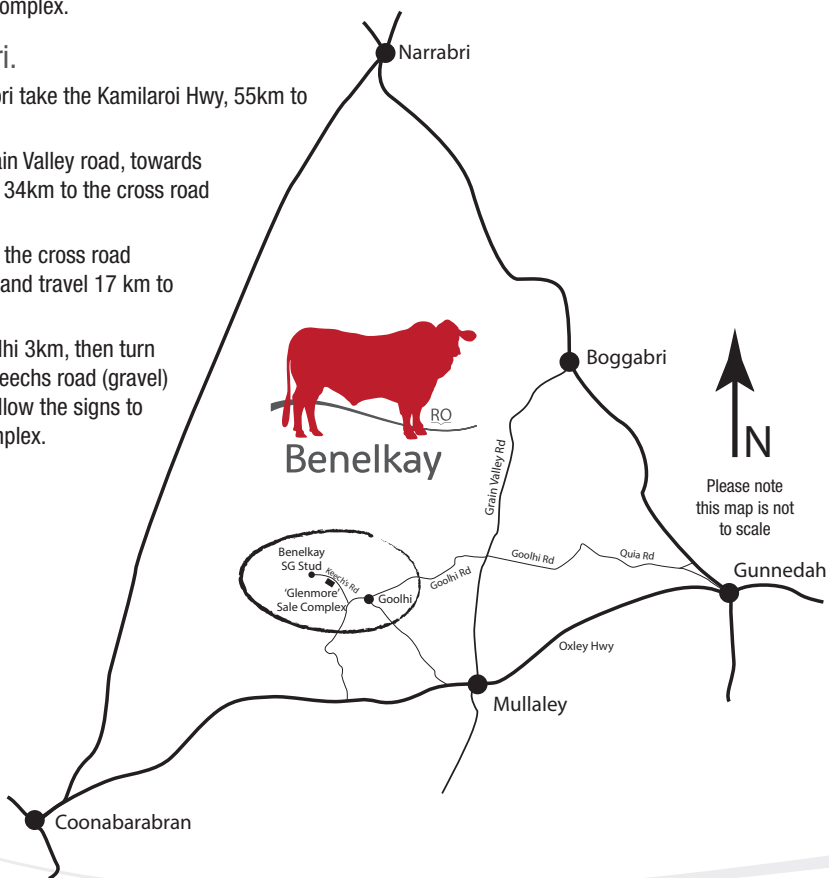 omplex.
ri.
ori take the Kamilaroi Hwy, 55km to
ain Valley road, towards
34km to the cross road
the cross road
and travel 17 km to
lhi 3km, then turn
eechs road (gravel)
llow the signs to
nplex.
Narrabri
Boggabri
RO
Benelkay
Grain Valley Rd
N
Please note
this map is not
to scale
Benelkay
SG Stud
Keech's Rd
'Glenmore'
Sale Complex
Goolhi
Goolhi Rd
Goolhi Rd
Quia Rd
Gunnedah
Oxley Hwy
Mullaley
Coonabarabran